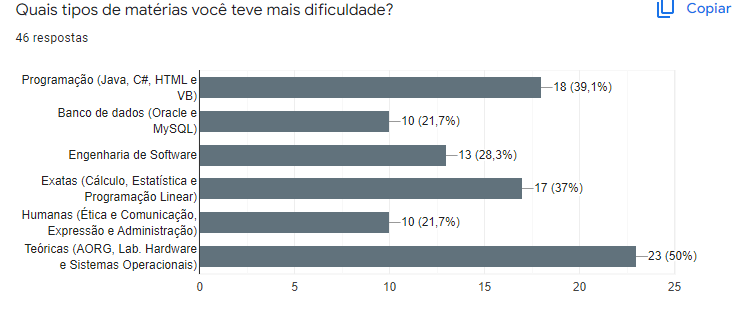 Quais tipos de matérias você teve mais dificuldade?
Copiar
46 respostas
Programação (Java, C#, HTML e
VB)
18 (39,1%)
Banco de dados (Oracle e
MySQL)
10 (21,7%)
Engenharia de Software
13 (28,3%)
Exatas (Cálculo, Estatística e
Programação Linear)
17 (37%)
Humanas (Ética e Comunicação,
Expressão e Administração)
10 (21,7%)
Teóricas (AORG, Lab. Hardware
e Sistemas Operacionais)
23 (50%)
0 5 10 15 20 25